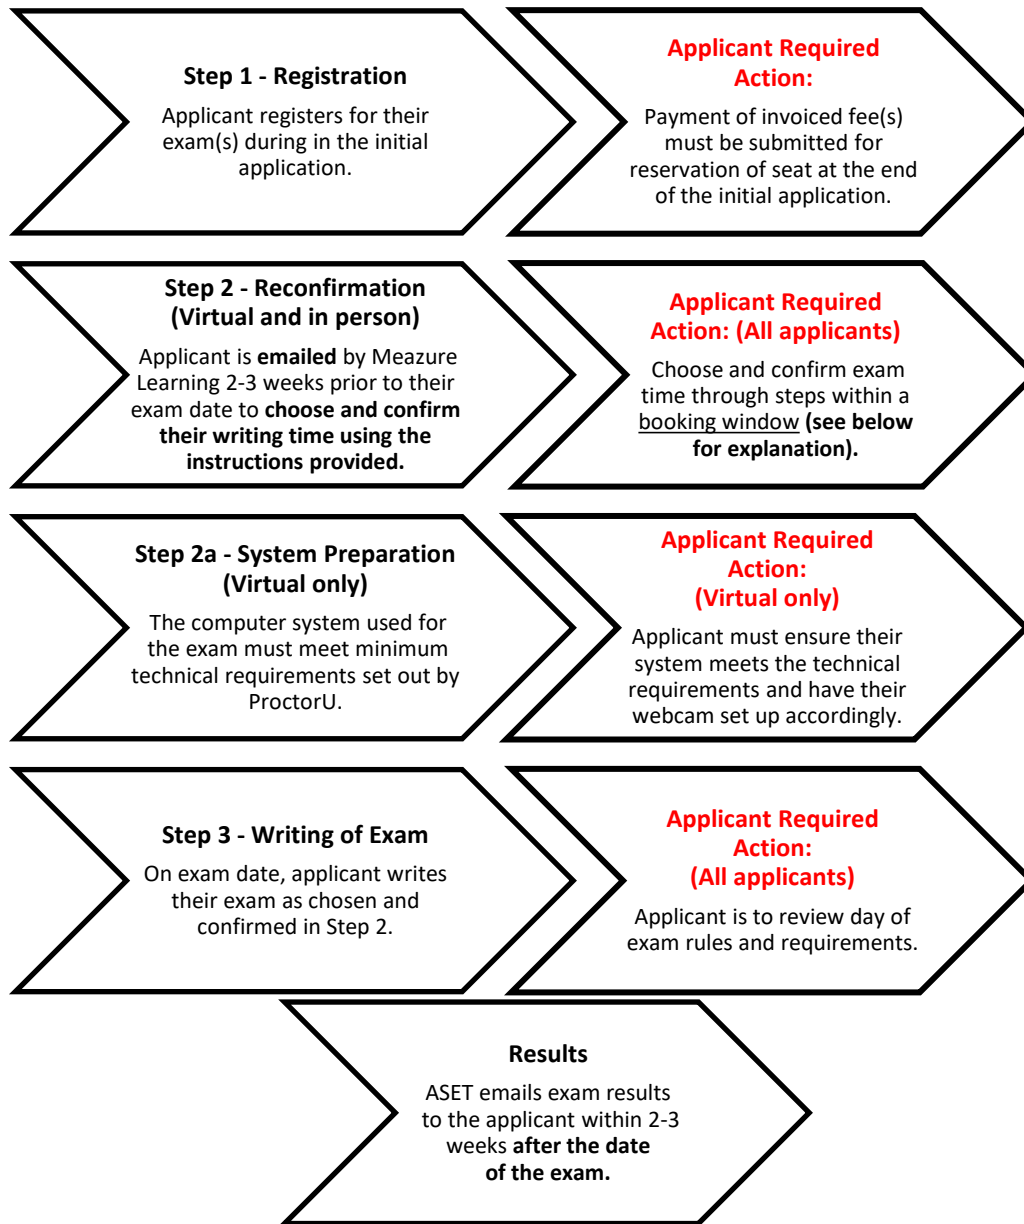 Step 1 - Registration
Applicant registers for their
exam(s) during in the initial
application.
Applicant Required
Action:
Payment of invoiced fee(s)
must be submitted for
reservation of seat at the end
of the initial application.
Step 2 - Reconfirmation
(Virtual and in person)
Applicant is emailed by Meazure
Learning 2-3 weeks prior to their
exam date to choose and confirm
their writing time using the
instructions provided.
Applicant Required
Action: (All applicants)
Choose and confirm exam
time through steps within a
booking window (see below
for explanation).
Step 2a - System Preparation
(Virtual only)
The computer system used for
the exam must meet minimum
technical requirements set out by
ProctorU.
Applicant Required
Action:
(Virtual only)
Applicant must ensure their
system meets the technical
requirements and have their
webcam set up accordingly.
Step 3 - Writing of Exam
On exam date, applicant writes
their exam as chosen and
confirmed in Step 2.
Applicant Required
Action:
(All applicants)
Applicant is to review day of
exam rules and requirements.
Results
ASET emails exam results
to the applicant within 2-3
weeks after the date
of the exam.